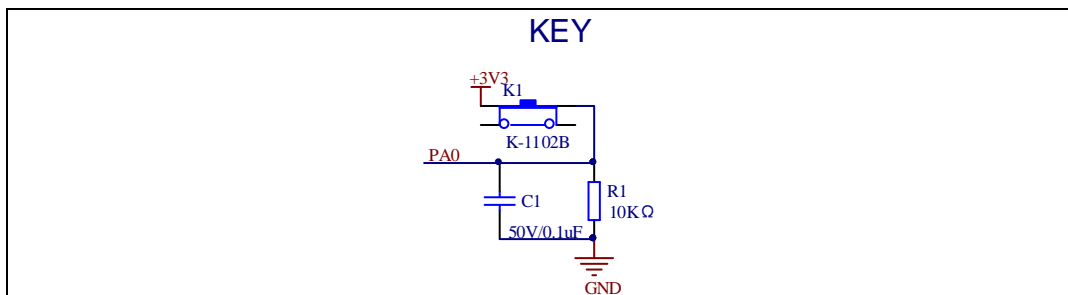 KEY
+3V3
K1
K-1102B
PA0
C1
R1
10KΩ
50V/0.1uF
GND